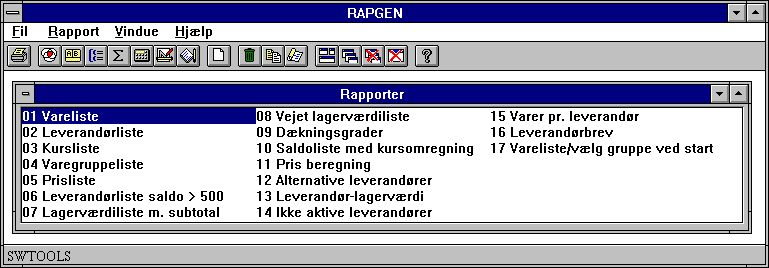 RAPGEN
Fil Rapport Vindue Hjælp
Rapporter
01 Vareliste
02 Leverandørliste
03 Kursliste
04 Varegruppeliste
05 Prisliste
06 Leverandørliste saldo > 500
07 Lagerværdiliste m. subtotal
08 Vejet lagerværdiliste
09 Dækningsgrader
10 Saldoliste med kursomregning
11 Pris beregning
12 Alternative leverandører
13 Leverandør-lagerværdi
14 Ikke aktive leverandører
15 Varer pr. leverandør
16 Leverandørbrev
17 Vareliste/vælg gruppe ved start
SWTOOLS